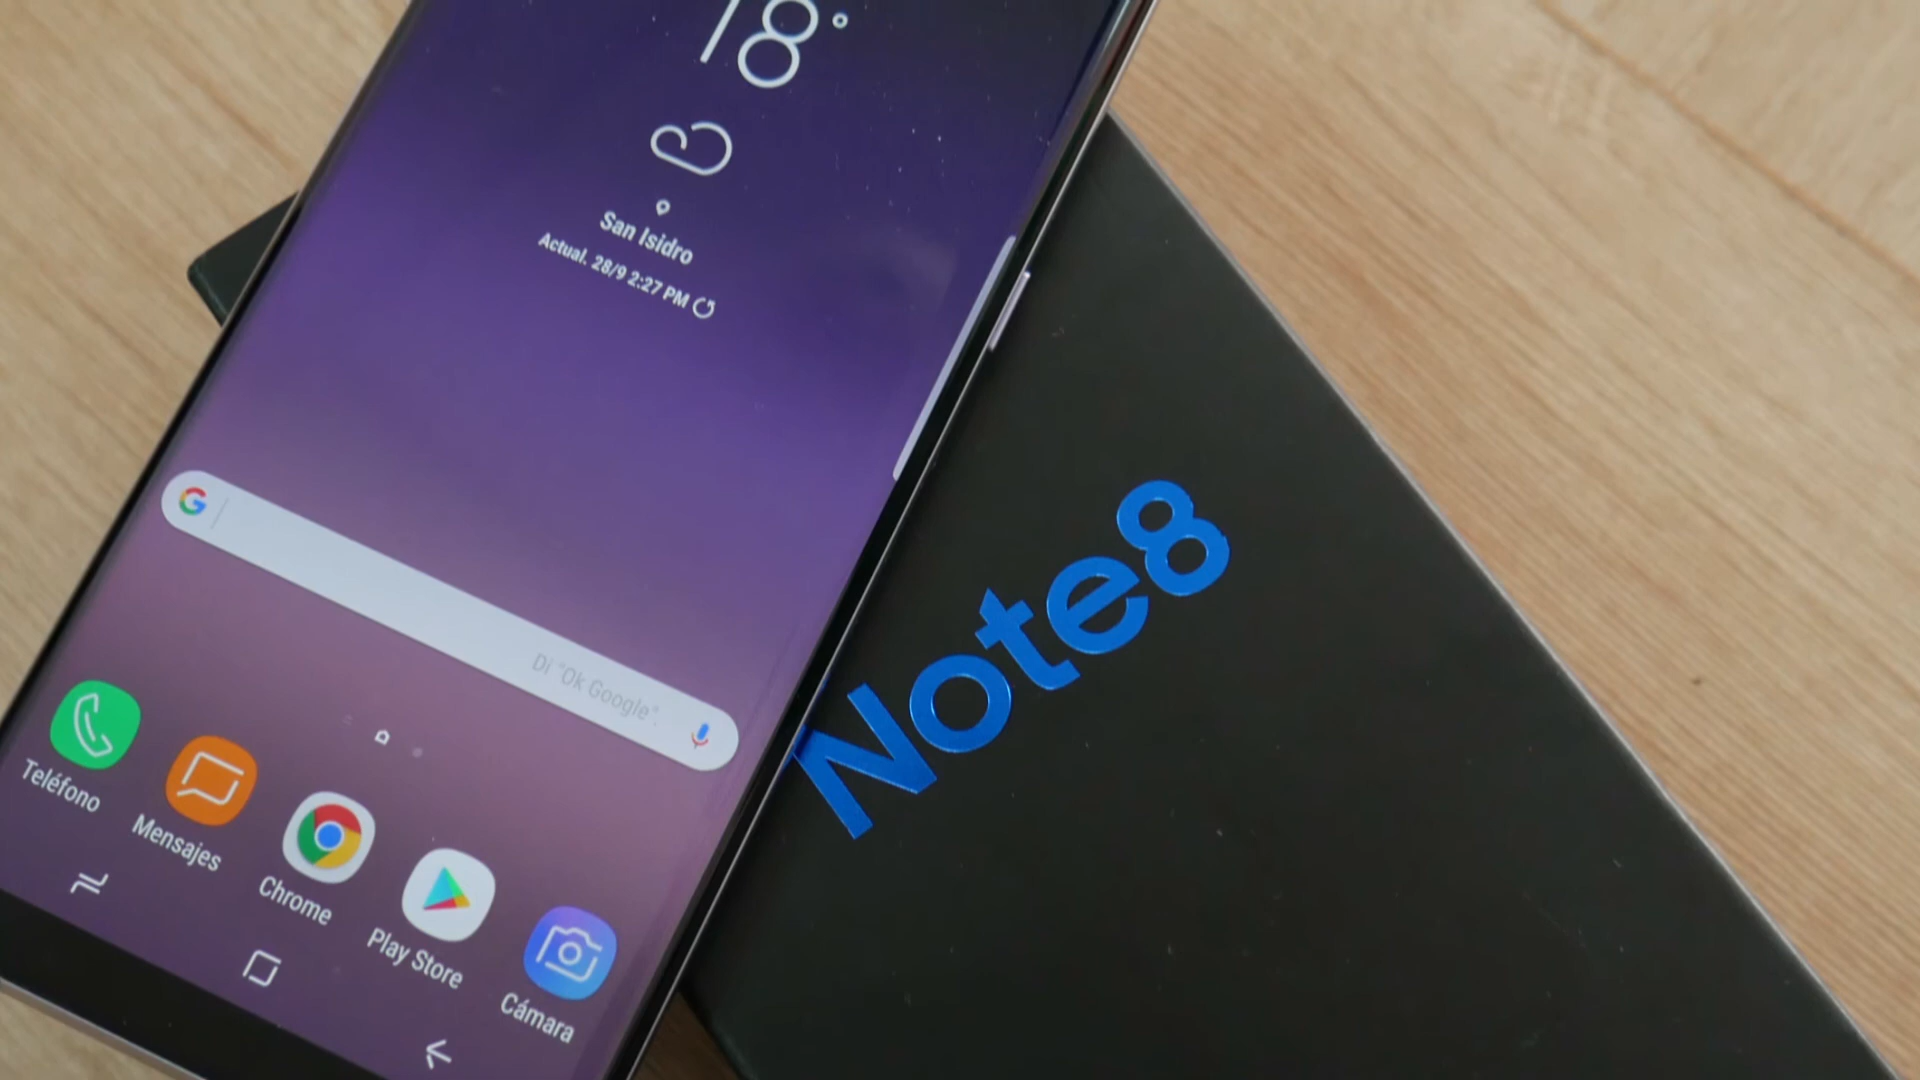 18°
San Isidro
Actual. 28/9 2:27 PM
G
Di "Ok Google".
Teléfono
Mensajes
Chrome
Play Store
Cámara
Note8